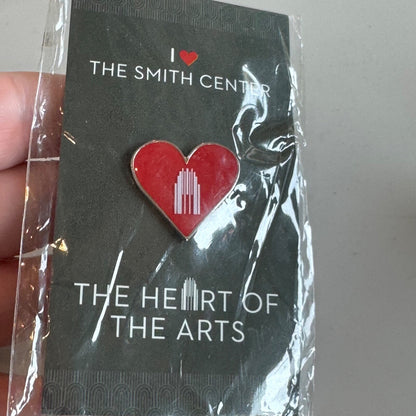 I ❤
THE SMITH CENTER
THE HEART OF
THE ARTS